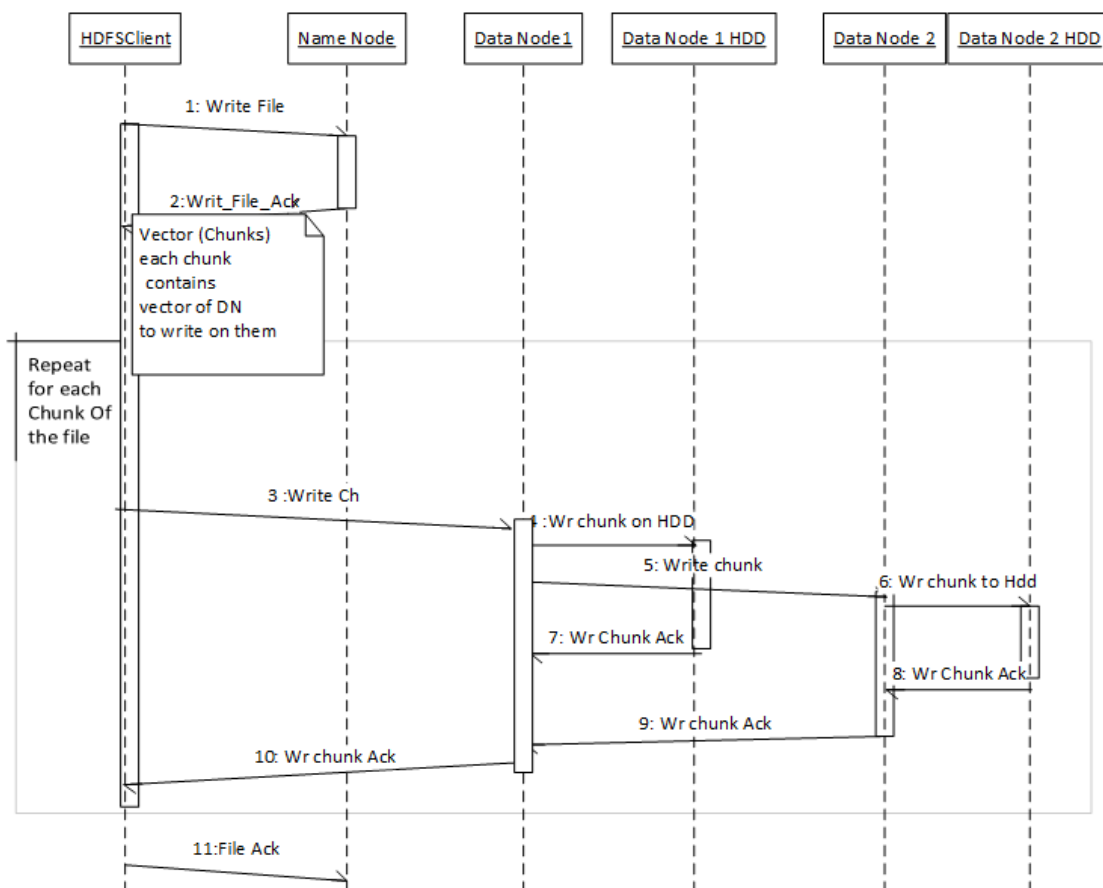 HDFSClient
Name Node
Data Node1
Data Node 1 HDD
Data Node 2
Data Node 2 HDD
1: Write File
2:Writ_File_Ack
Vector (Chunks)
each chunk
contains
vector of DN
to write on them
Repeat
for each
Chunk Of
the file
3 :Write Ch
4 :Wr chunk on HDD
5: Write chunk
6: Wr chunk to Hdd
7: Wr Chunk Ack
8: Wr Chunk Ack
9: Wr chunk Ack
10: Wr chunk Ack
11:File Ack